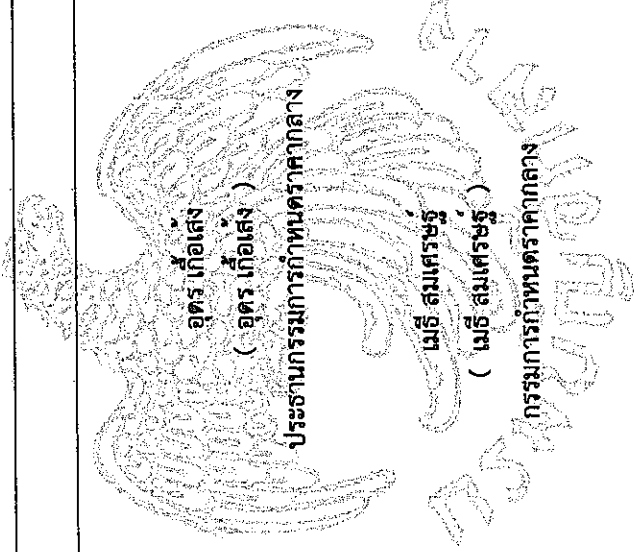 อุดร เกื้อเส้ง
( อุดร เกื้อเส้ง )
ประธานกรรมการกำหนดราคากลาง
เมธี สมเศรษฐ์
( เมธี สมเศรษฐ์ )
กรรมการกำหนดราคากลาง